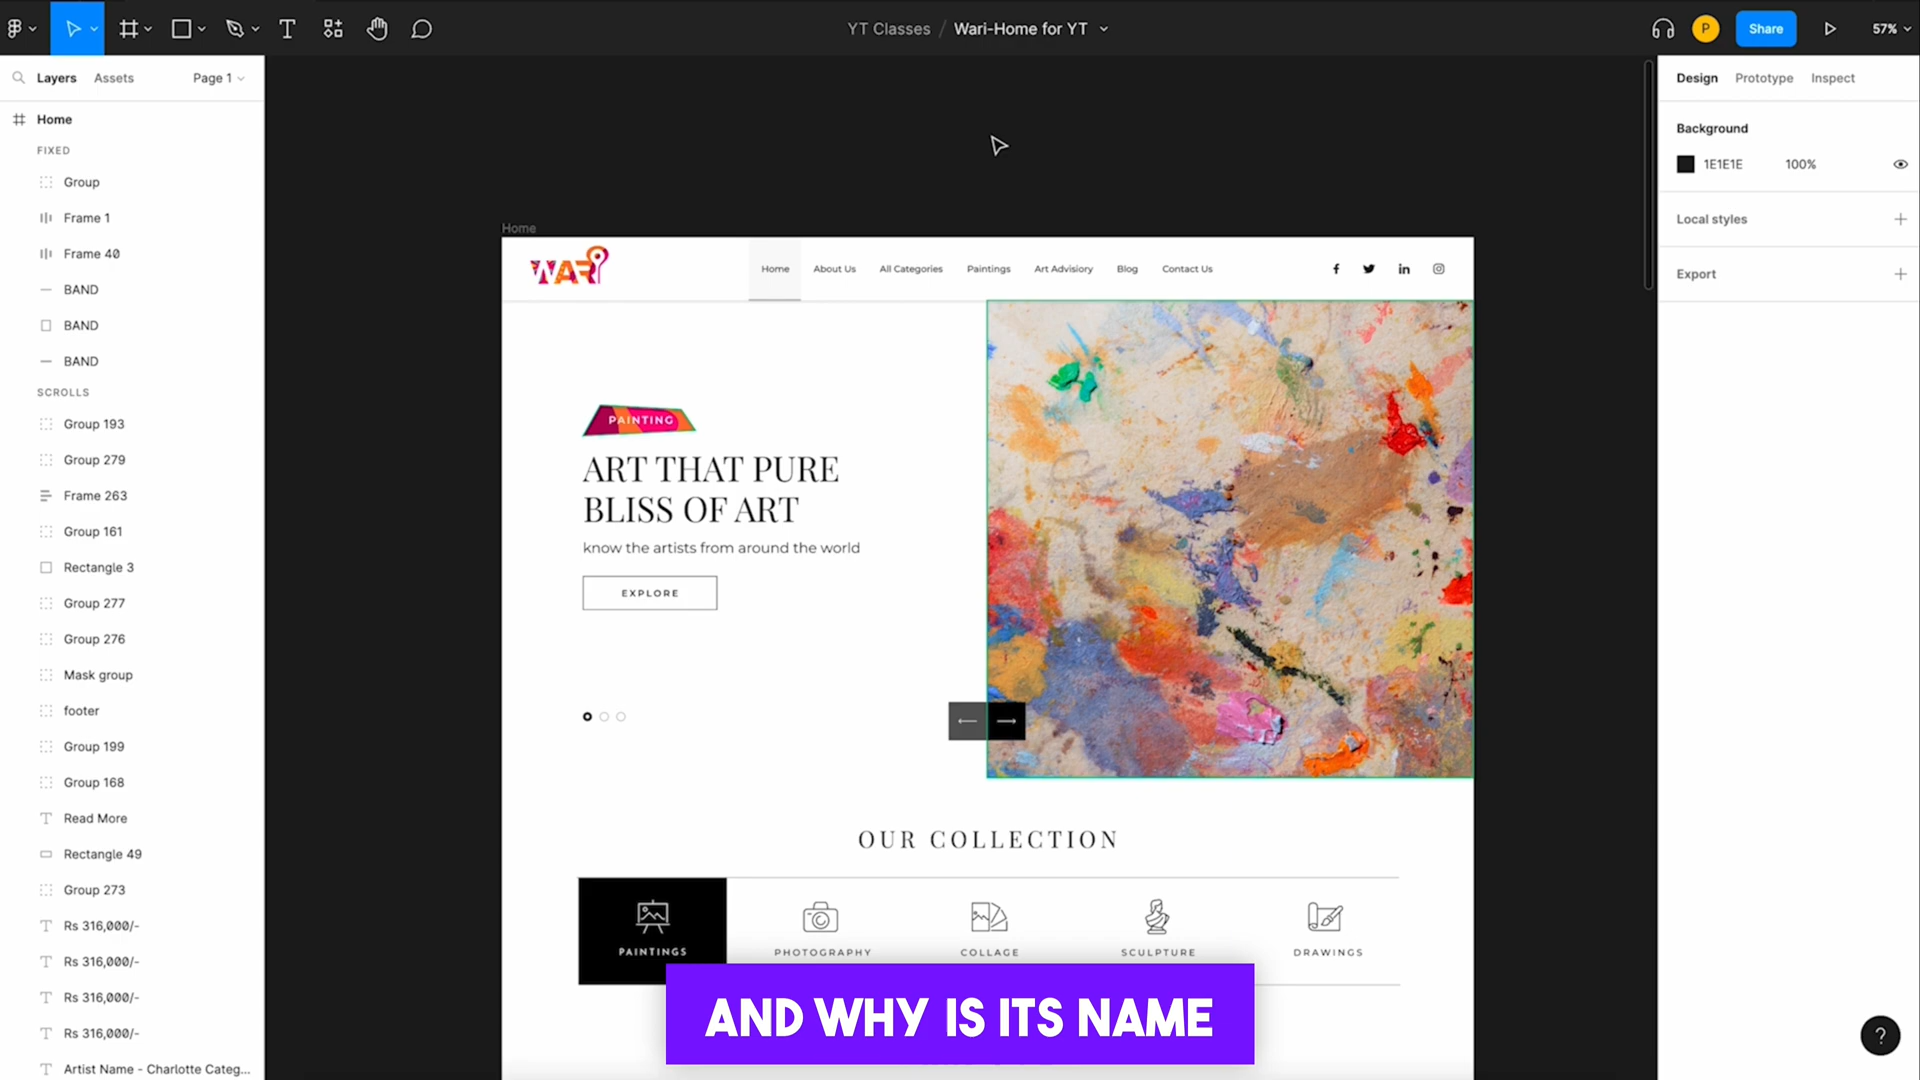 YT Classes / Wari-Home for YT
P
Share
57%
Layers
Assets
Page 1
Home
FIXED
Group
Frame 1
Frame 40
BAND
BAND
BAND
SCROLLS
Group 193
Group 279
Frame 263
Group 161
Rectangle 3
Group 277
Group 276
Mask group
footer
Group 199
Group 168
Read More
Rectangle 49
Group 273
Rs 316,000/-
Rs 316,000/-
Rs 316,000/-
Rs 316,000/-
Artist Name - Charlotte Categ...
Home
WARI
Home
About Us
All Categories
Paintings
Art Advisiory
Blog
Contact Us
PAINTING
ART THAT PURE
BLISS OF ART
know the artists from around the world
EXPLORE
OUR COLLECTION
PAINTINGS
PHOTOGRAPHY
COLLAGE
SCULPTURE
DRAWINGS
AND WHY IS ITS NAME
Design
Prototype
Inspect
Background
1E1E1E
100%
Local styles
Export
?